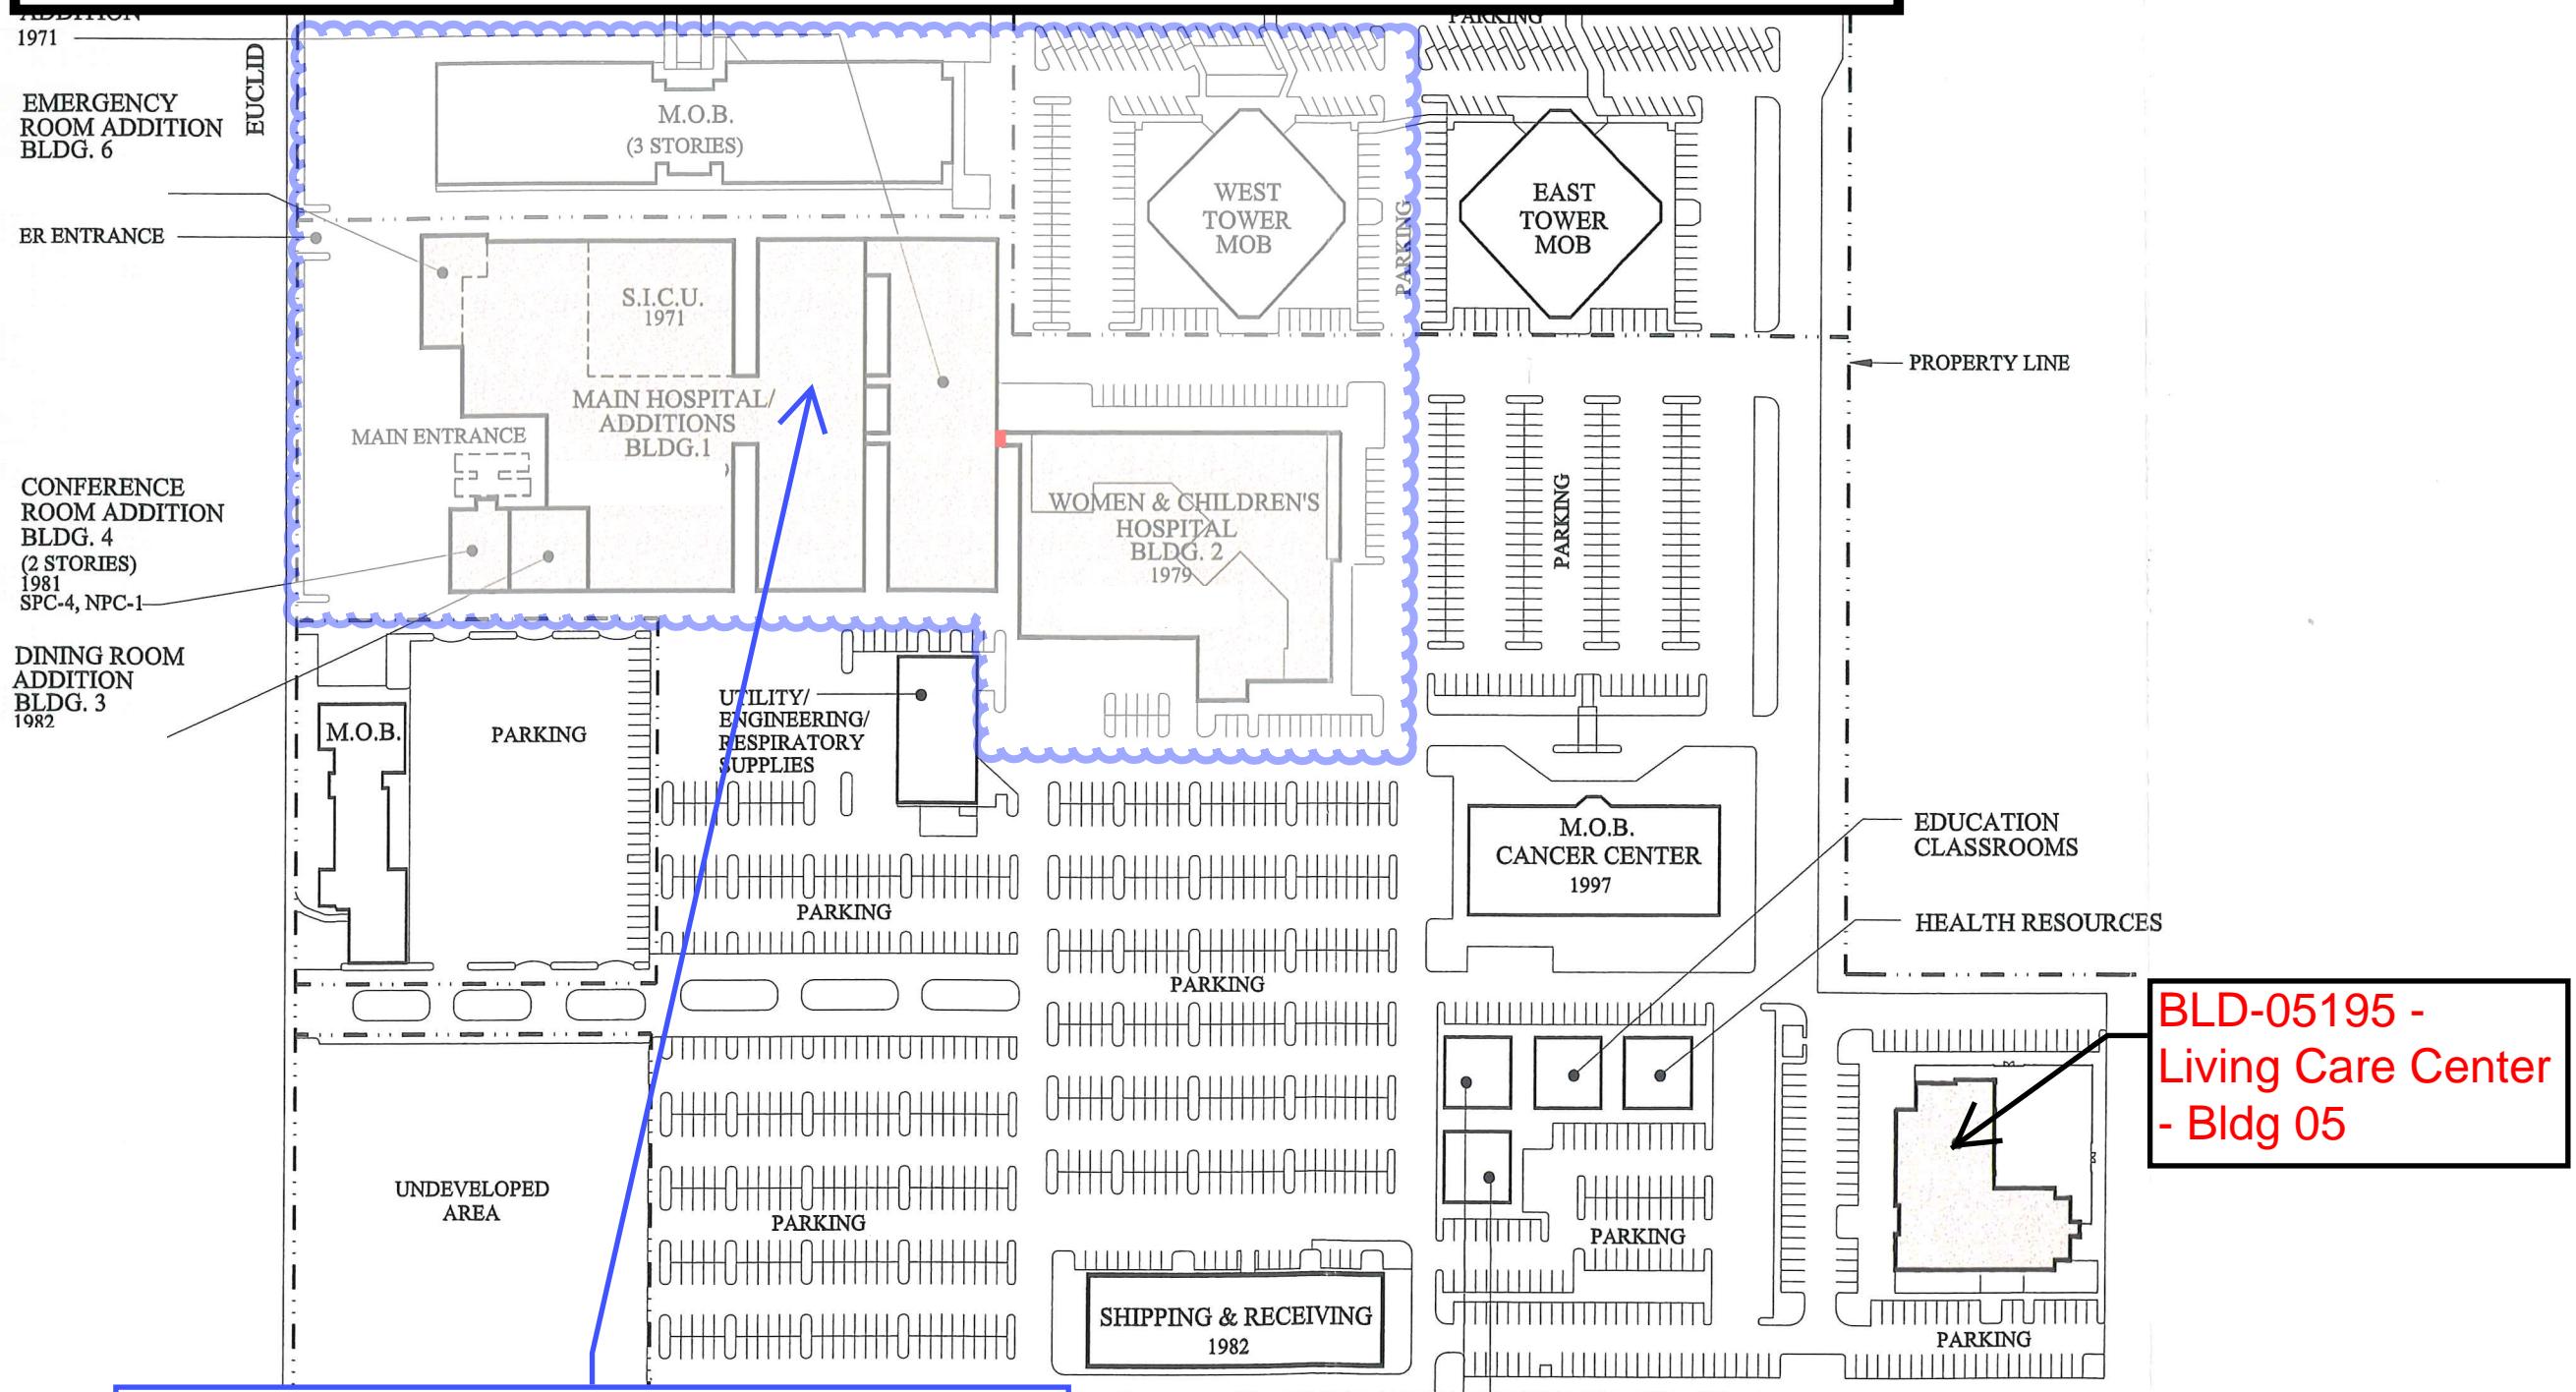 ADDITION
1971
EUCLID
EMERGENCY
ROOM ADDITION
BLDG. 6
ER ENTRANCE
CONFERENCE
ROOM ADDITION
BLDG. 4
(2 STORIES)
1981
SPC-4, NPC-1
DINING ROOM
ADDITION
BLDG. 3
1982
M.O.B.
(3 STORIES)
S.I.C.U.
1971
MAIN HOSPITAL/
ADDITIONS
BLDG.1
MAIN ENTRANCE
PARKING
WEST
TOWER
MOB
PARKING
EAST
TOWER
MOB
PROPERTY LINE
WOMEN & CHILDREN'S
HOSPITAL
BLDG. 2
1979
PARKING
M.O.B.
PARKING
UTILITY/
ENGINEERING/
RESPIRATORY
SUPPLIES
PARKING
PARKING
M.O.B.
CANCER CENTER
1997
EDUCATION
CLASSROOMS
HEALTH RESOURCES
BLD-05195 -
Living Care Center
- Bldg 05
UNDEVELOPED
AREA
PARKING
SHIPPING & RECEIVING
1982
PARKING
PARKING